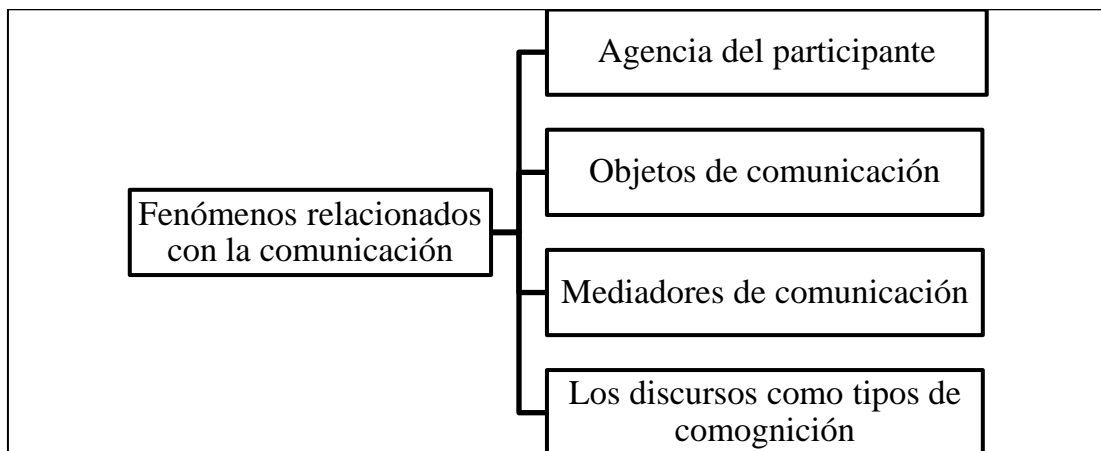 Agencia del participante
Objetos de comunicación
Fenómenos relacionados
con la comunicación
Mediadores de comunicación
Los discursos como tipos de
comognición